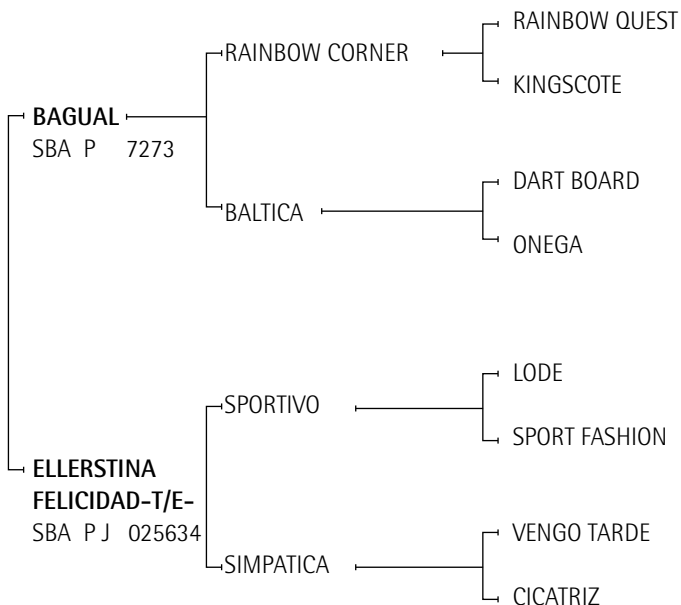 RAINBOW QUEST
RAINBOW CORNER
KINGSCOTE
BAGUAL
SBA P 7273
DART BOARD
BALTICA
ONEGA
LODE
SPORTIVO
SPORT FASHION
ELLERSTINA
FELICIDAD-T/E-
SBA P J 025634
VENGO TARDE
SIMPATICA
CICATRIZ